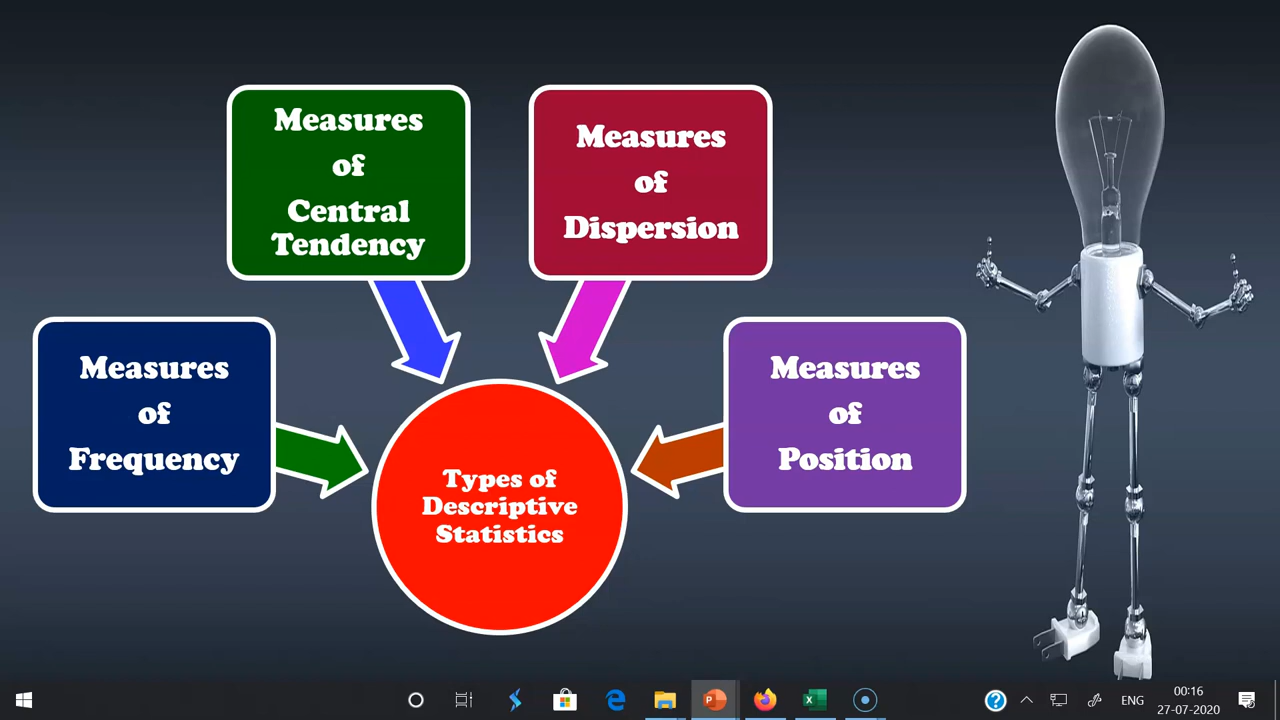 Measures
of
Central
Tendency
Measures
of
Dispersion
Measures
of
Frequency
Measures
of
Position
Types of
Descriptive
Statistics
ENG
00:16
27-07-2020